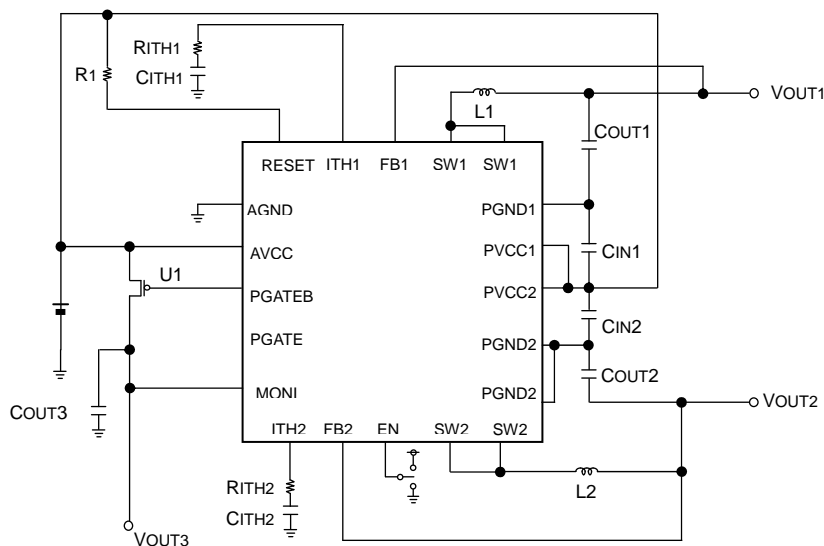 RITH1
R1
CITH1
L1
VOUT1
COUT1
RESET ITH1 FB1 SW1 SW1
AGND
PGND1
AVCC
PVCC1
CIN1
U1
PGATEB
PVCC2
CIN2
PGATE
PGND2
COUT2
MONI
PGND2
VOUT2
COUT3
ITH2 FB2 EN SW2 SW2
RITH2
L2
CITH2
VOUT3